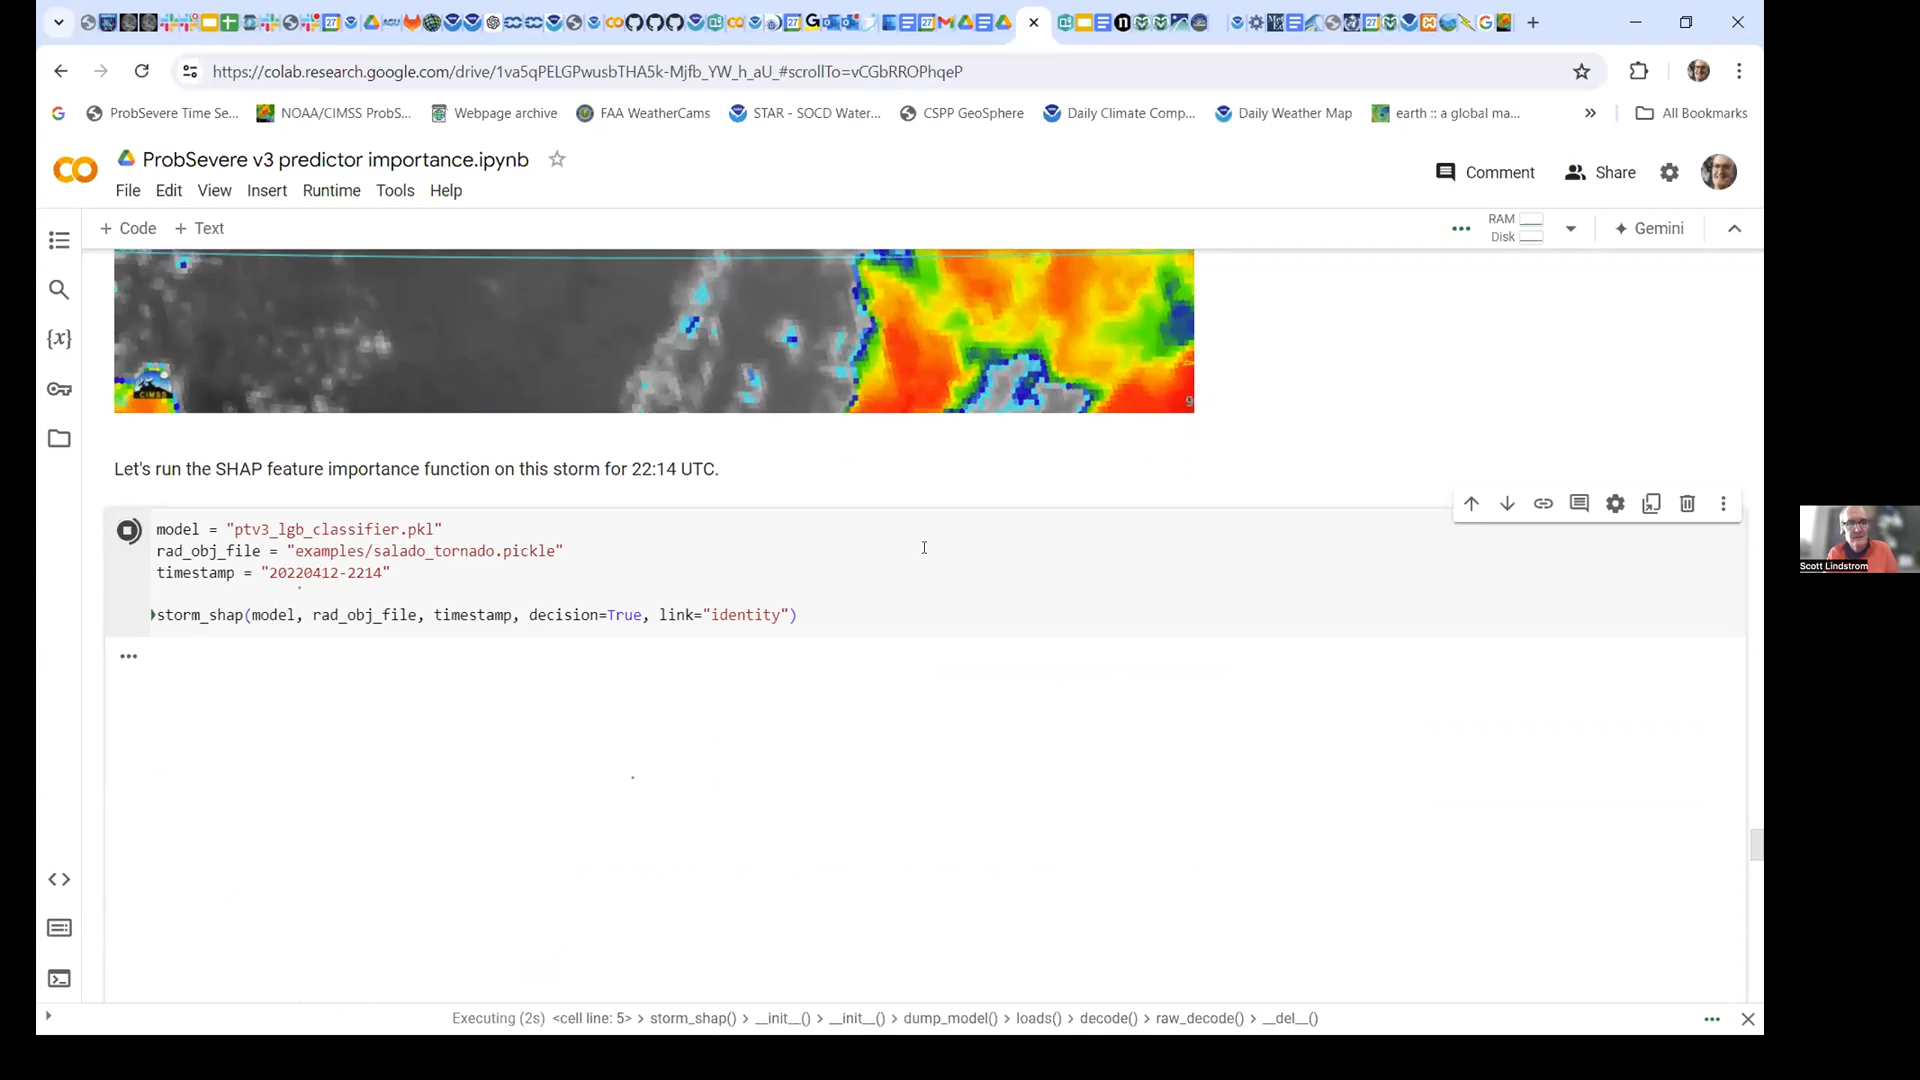 https://colab.research.google.com/drive/1va5qPELGPwusbTHA5k-Mjfb_YW_h_aU_#scrollTo=vCGbRROPhqeP
ProbSevere Time Se...
NOAA/CIMSS ProbS...
Webpage archive
FAA WeatherCams
STAR - SOCD Water...
CSPP GeoSphere
Daily Climate Comp...
Daily Weather Map
earth :: a global ma...
All Bookmarks
ProbSevere v3 predictor importance.ipynb
Comment
Share
File Edit View Insert Runtime Tools Help
+ Code + Text
RAM
Disk
Gemini
CIMSS
9
Let's run the SHAP feature importance function on this storm for 22:14 UTC.
model = "ptv3_lgb_classifier.pkl"
rad_obj_file = "examples/salado_tornado.pickle"
timestamp = "20220412-2214"
storm_shap(model, rad_obj_file, timestamp, decision=True, link="identity")
Scott Lindstrom
Executing (2s) <cell line: 5> > storm_shap() > __init__() > __init__() > dump_model() > loads() > decode() > raw_decode() > __del__()